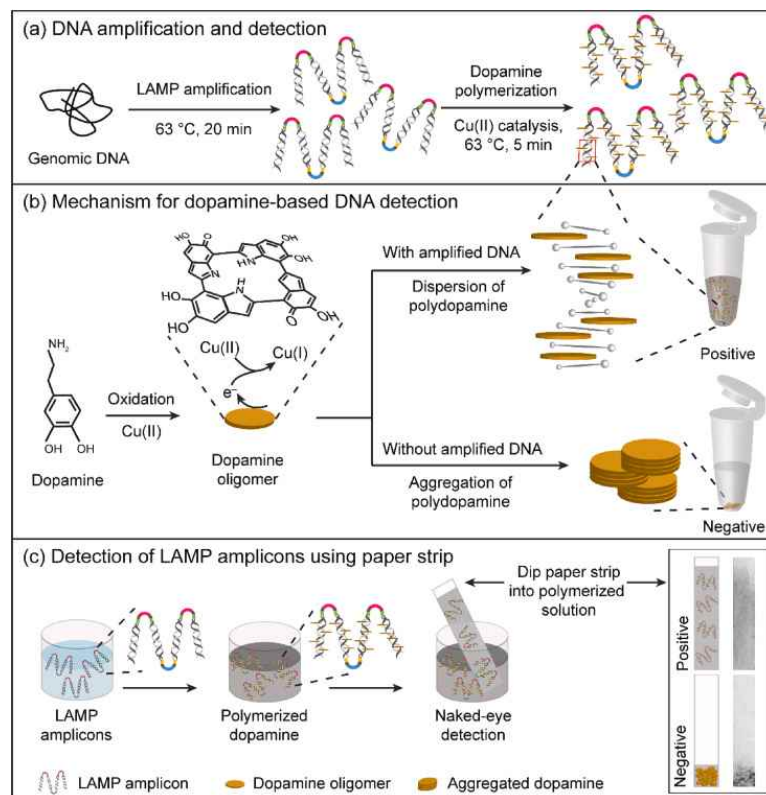 (a) DNA amplification and detection
Genomic DNA
LAMP amplification
63 °C, 20 min
Dopamine
polymerization
Cu(II) catalysis,
63 °C, 5 min
(b) Mechanism for dopamine-based DNA detection
NH₂
OH
OH
Dopamine
Oxidation
Cu(II)
HO
O
OH
HN
OH
HO
N
H
N
NH
HO
OH
O
OH
Cu(II)
Cu(I)
e⁻
Dopamine
oligomer
With amplified DNA
Dispersion of
polydopamine
Positive
Without amplified DNA
Aggregation of
polydopamine
Negative
(c) Detection of LAMP amplicons using paper strip
LAMP
amplicons
Polymerized
dopamine
Naked-eye
detection
Dip paper strip
into polymerized
solution
Positive
Negative
LAMP amplicon
Dopamine oligomer
Aggregated dopamine